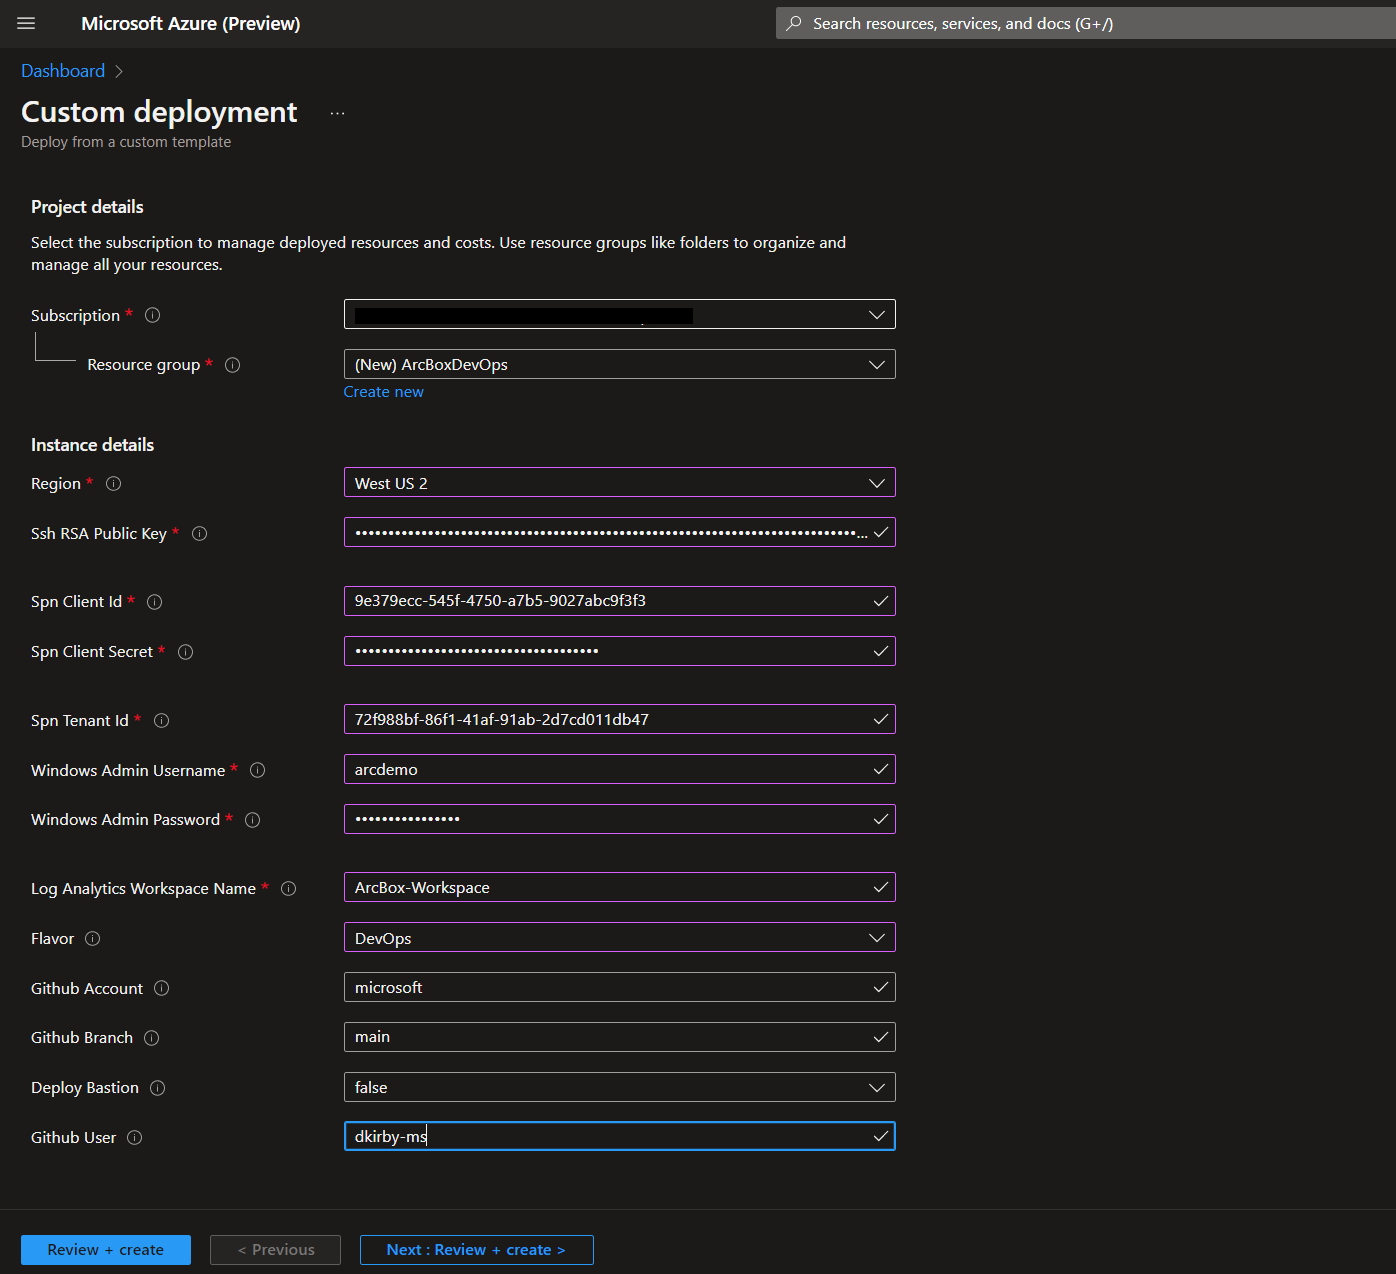 Microsoft Azure (Preview)
Search resources, services, and docs (G+/)
Dashboard >
Custom deployment ...
Deploy from a custom template
Project details
Select the subscription to manage deployed resources and costs. Use resource groups like folders to organize and
manage all your resources.
Subscription *
Resource group * (New) ArcBoxDevOps
Create new
Instance details
Region * West US 2
Ssh RSA Public Key * ...
Spn Client Id * 9e379ecc-545f-4750-a7b5-9027abc9f3f3
Spn Client Secret *
Spn Tenant Id * 72f988bf-86f1-41af-91ab-2d7cd011db47
Windows Admin Username * arcdemo
Windows Admin Password *
Log Analytics Workspace Name * ArcBox-Workspace
Flavor DevOps
Github Account microsoft
Github Branch main
Deploy Bastion false
Github User dkirby-ms
Review + create < Previous Next : Review + create >